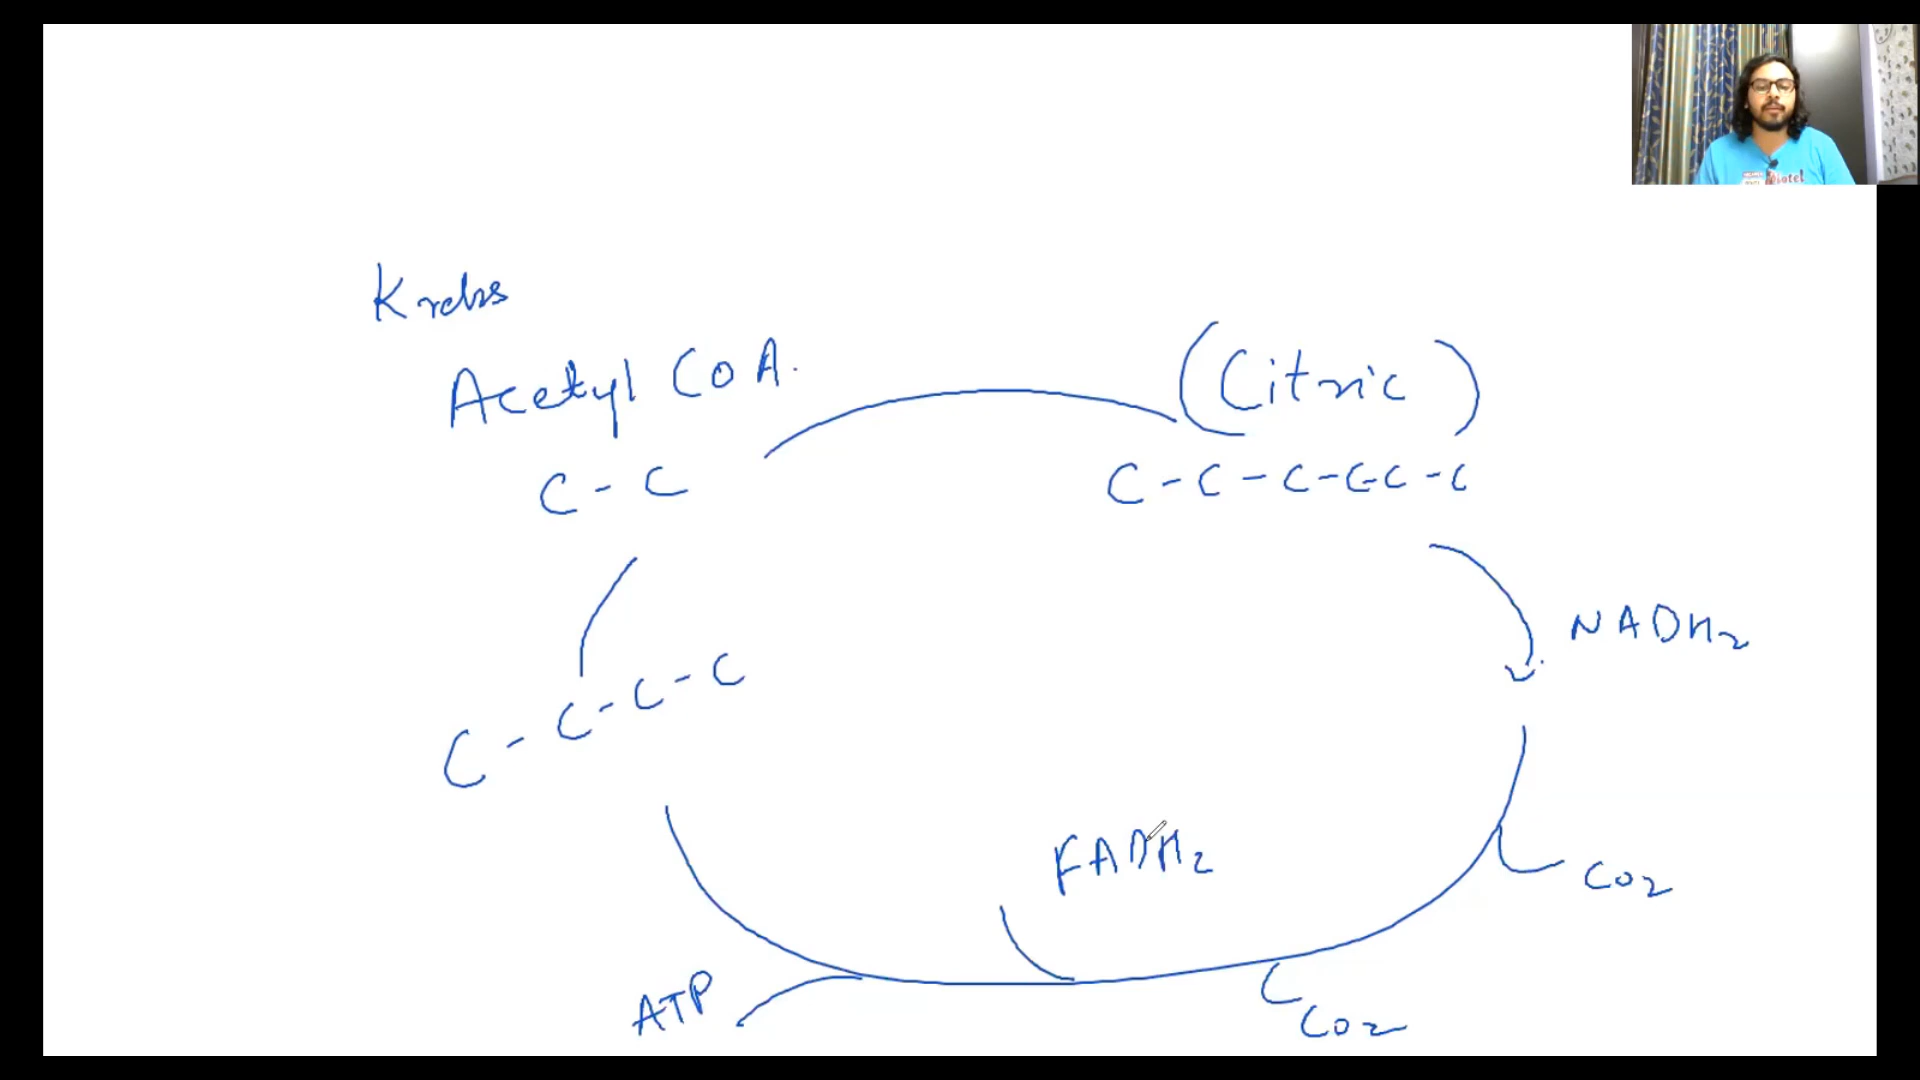 Krebs
Acetyl CoA.
(Citric)
C - C
C - C - C - C - C - C
NADH2
C - C - C - C
FADH2
CO2
ATP
CO2